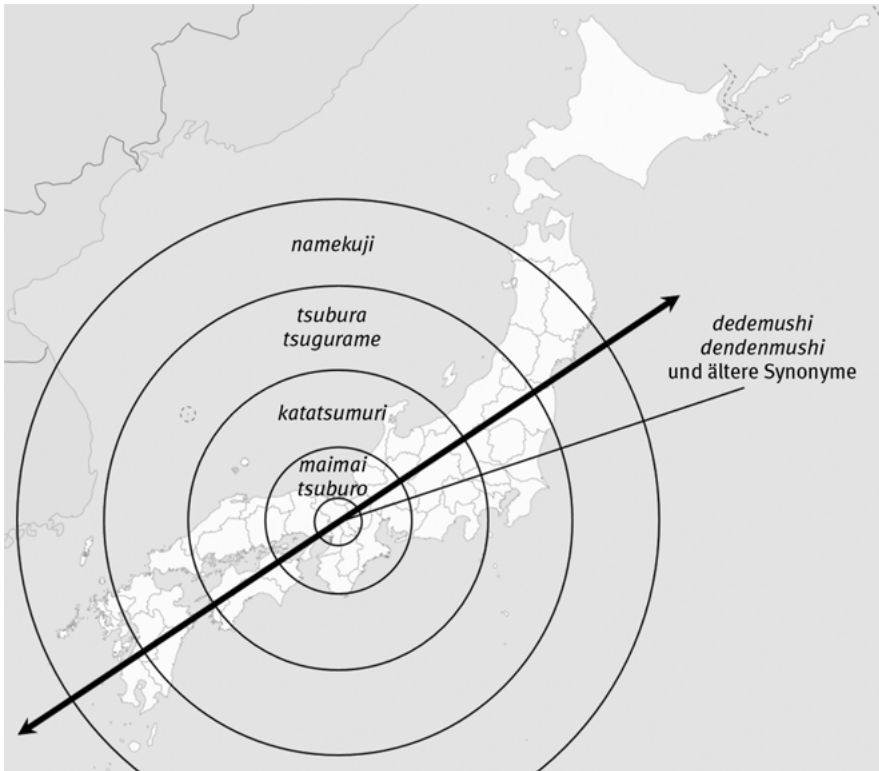 namekuji
tsubura
tsugurame
dedemushi
dendenmushi
und ältere Synonyme
katatsumuri
maimai
tsuburo